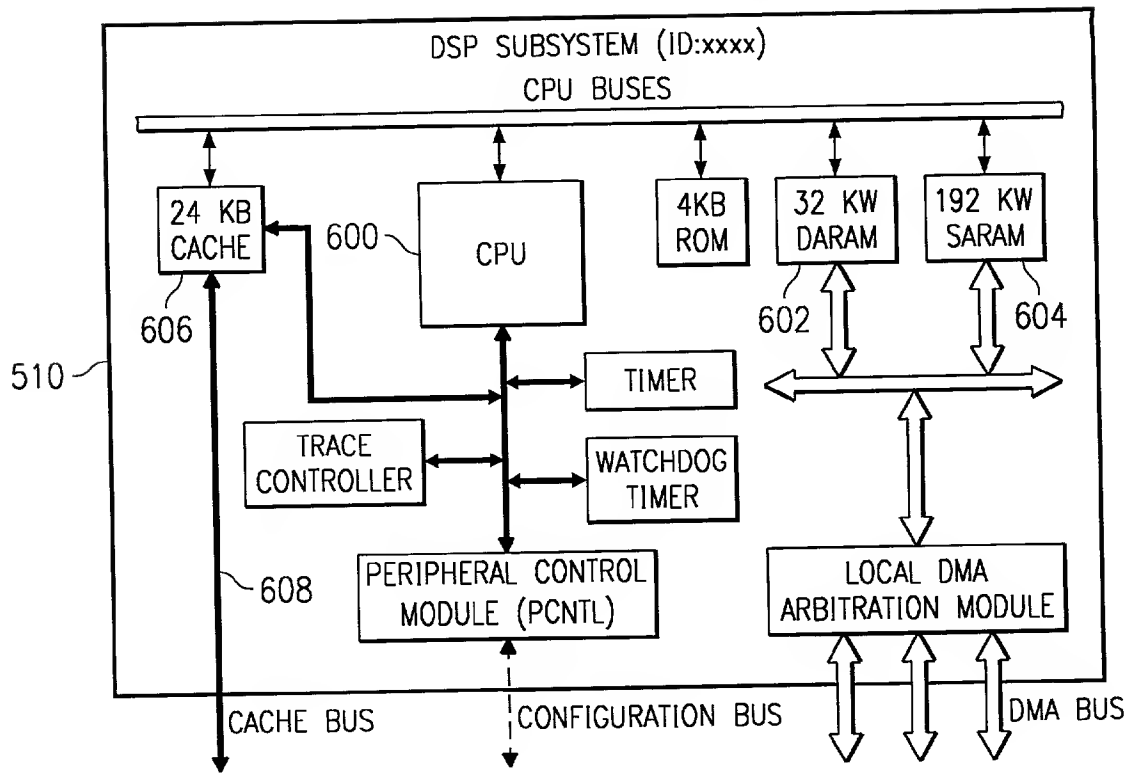 DSP SUBSYSTEM (ID:xxxx)
CPU BUSES
24 KB
CACHE
606
600
CPU
4KB
ROM
32 KW
DARAM
602
192 KW
SARAM
604
510
TIMER
TRACE
CONTROLLER
WATCHDOG
TIMER
608
PERIPHERAL CONTROL
MODULE (PCNTL)
LOCAL DMA
ARBITRATION MODULE
CACHE BUS
CONFIGURATION BUS
DMA BUS